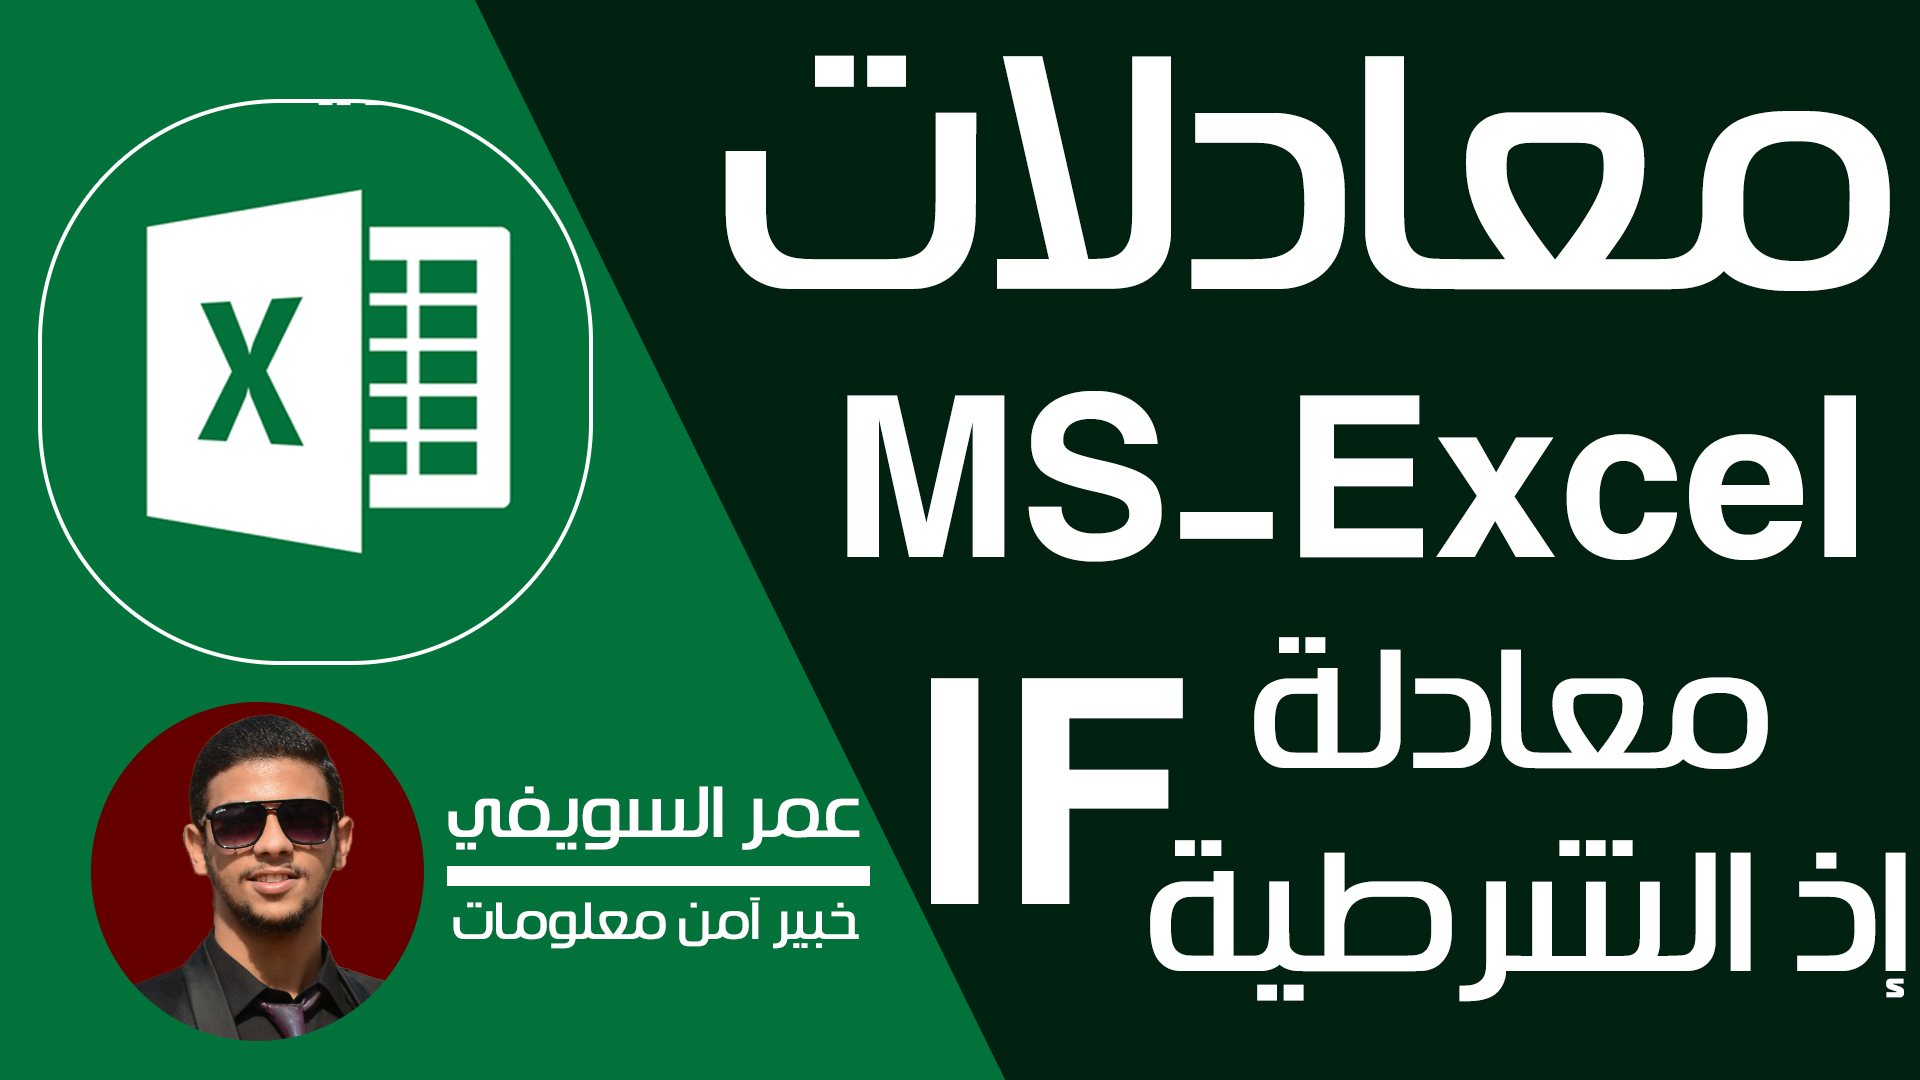 معادلات
MS-Excel
معادلة IF
إذ الشرطية
X
عمر السويفي
خبير آمن معلومات